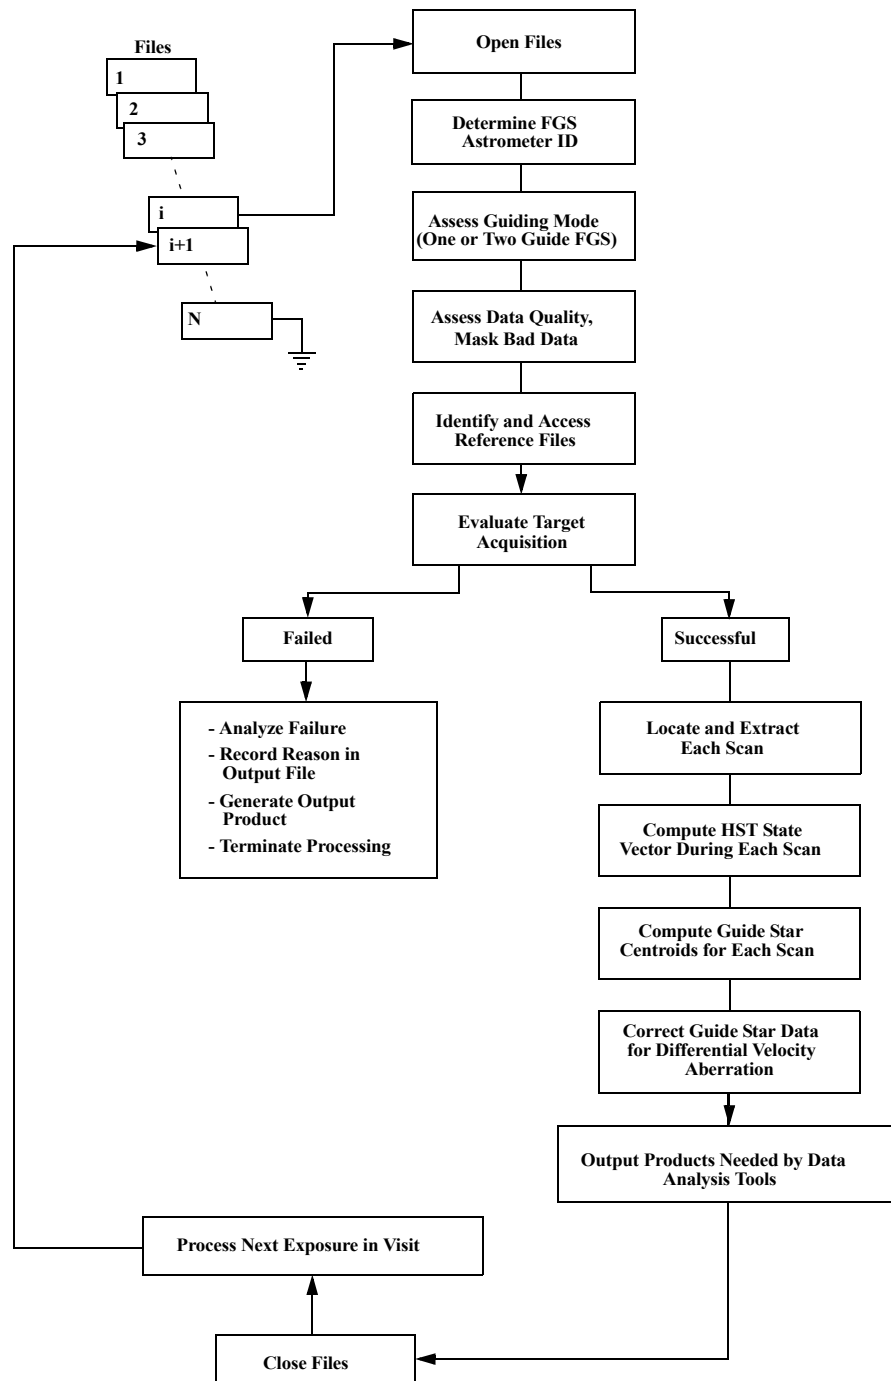 Files
1
2
3
i
i+1
N
Open Files
Determine FGS
Astrometer ID
Assess Guiding Mode
(One or Two Guide FGS)
Assess Data Quality,
Mask Bad Data
Identify and Access
Reference Files
Evaluate Target
Acquisition
Failed
Successful
- Analyze Failure
- Record Reason in
Output File
- Generate Output
Product
- Terminate Processing
Locate and Extract
Each Scan
Compute HST State
Vector During Each Scan
Compute Guide Star
Centroids for Each Scan
Correct Guide Star Data
for Differential Velocity
Aberration
Output Products Needed by Data
Analysis Tools
Process Next Exposure in Visit
Close Files